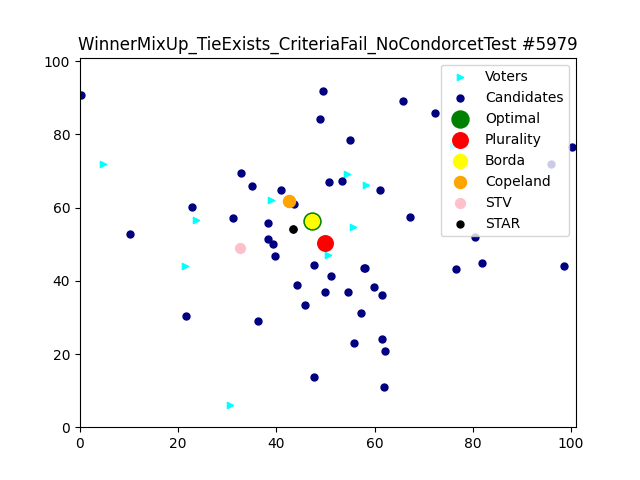 WinnerMixUp_TieExists_CriteriaFail_NoCondorcetTest #5979
100
80
60
40
20
0
0 20 40 60 80 100
Voters
Candidates
Optimal
Plurality
Borda
Copeland
STV
STAR